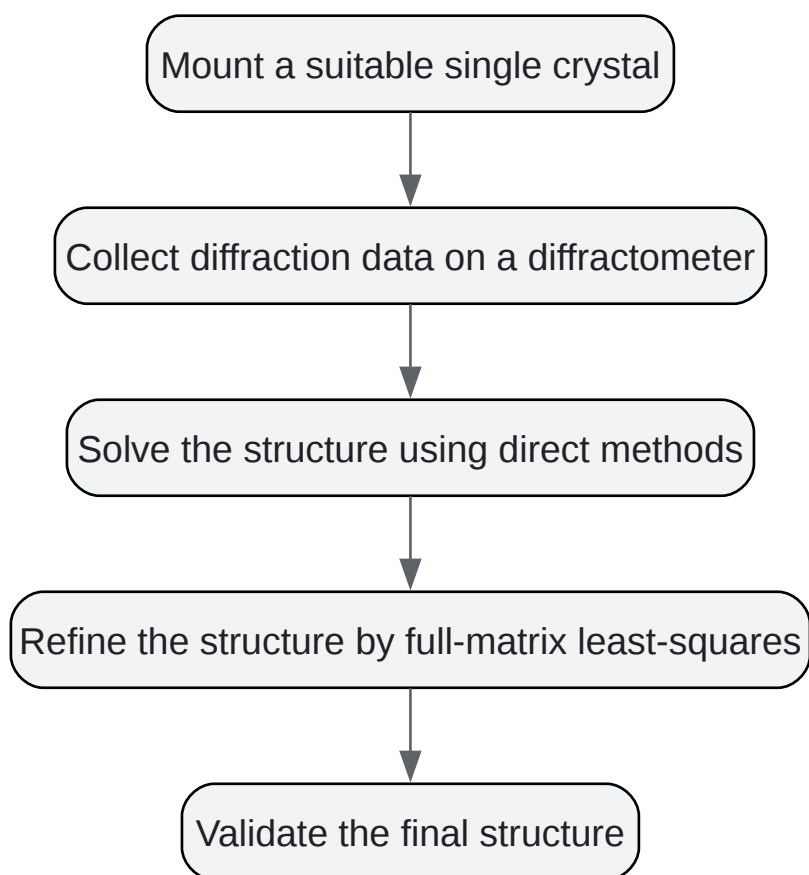 Mount a suitable single crystal
Collect diffraction data on a diffractometer
Solve the structure using direct methods
Refine the structure by full-matrix least-squares
Validate the final structure